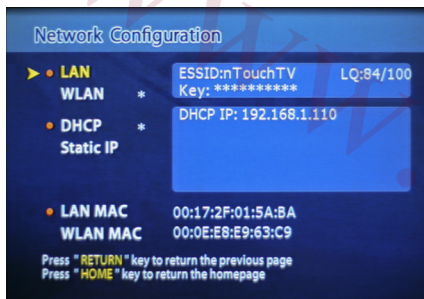 Network Configuration
LAN
ESSID:nTouchTV LQ:84/100
WLAN * Key: **********
DHCP * DHCP IP: 192.168.1.110
Static IP
LAN MAC 00:17:2F:01:5A:BA
WLAN MAC 00:0E:E8:E9:63:C9
Press "RETURN" key to return the previous page
Press "HOME" key to return the homepage